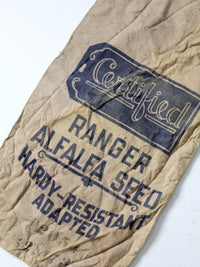 Certified
RANGER
ALFALFA SEED
HARDY-RESISTANT
ADAPTED